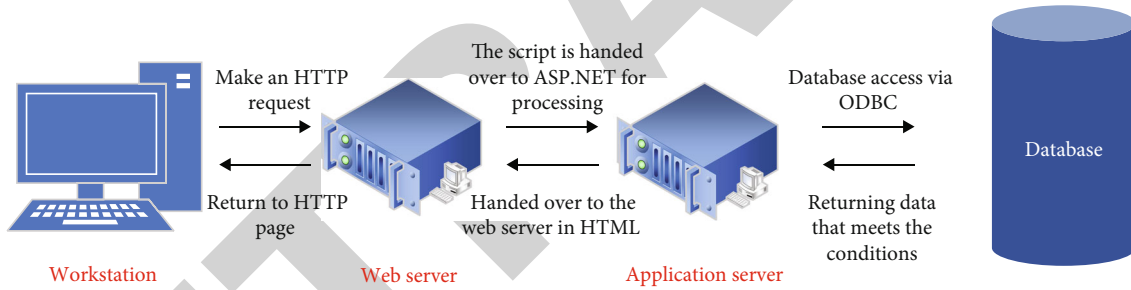 Make an HTTP
request
The script is handed
over to ASP.NET for
processing
Database access via
ODBC
Database
Return to HTTP
page
Handed over to the
web server in HTML
Returning data
that meets the
conditions
Workstation
Web server
Application server